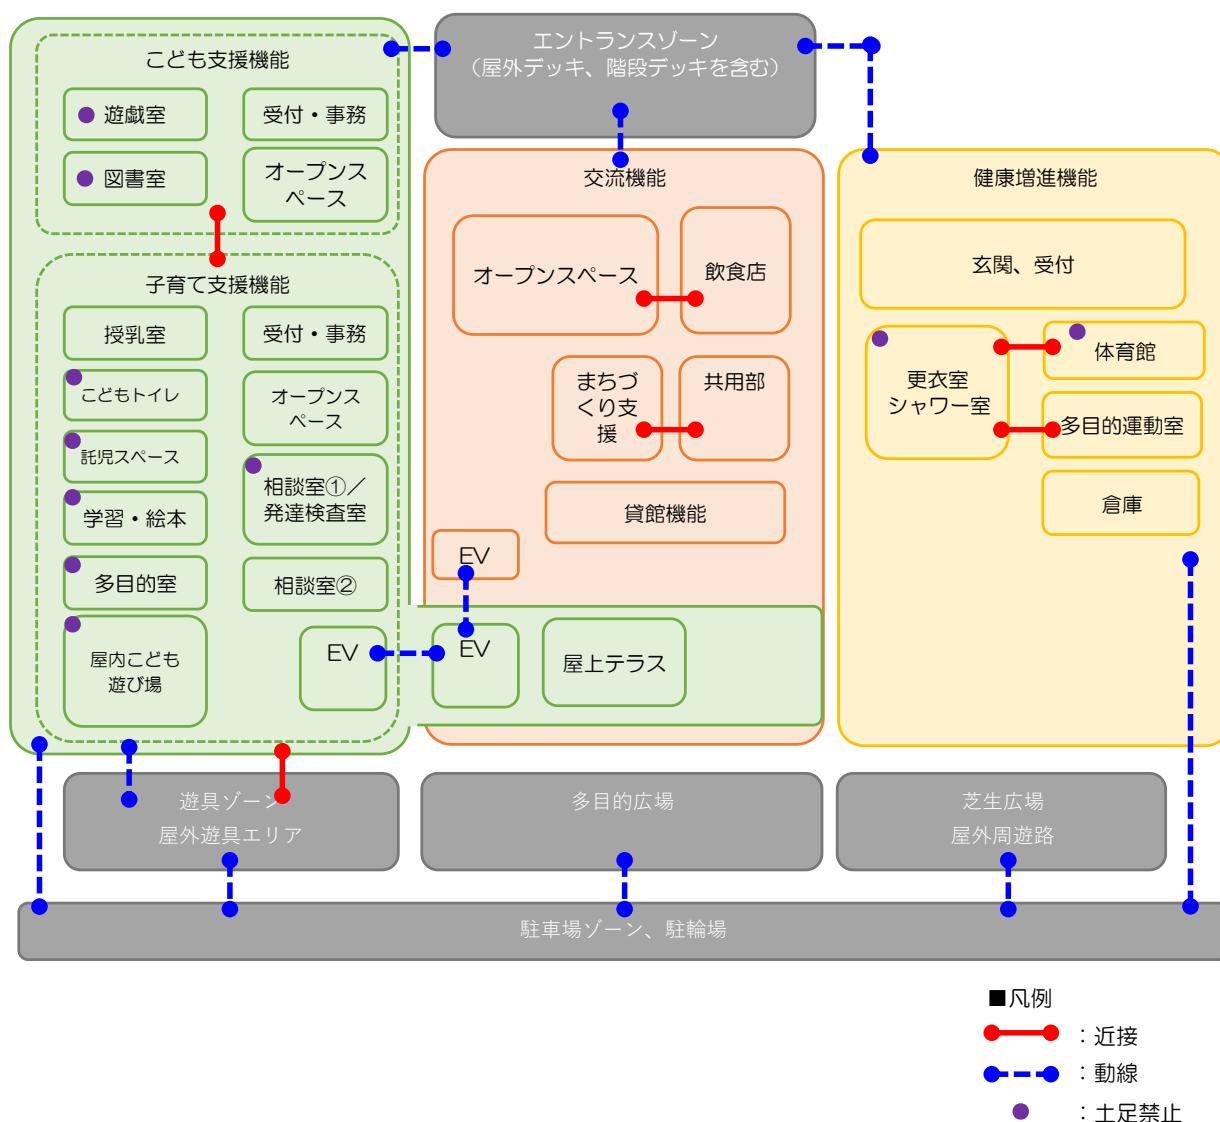 エントランスゾーン
（屋外デッキ、階段デッキを含む）
こども支援機能
遊戯室
受付・事務
図書室
オープンス
ペース
子育て支援機能
授乳室
受付・事務
こどもトイレ
オープンス
ペース
託児スペース
学習・絵本
相談室①／
発達検査室
多目的室
相談室②
屋内こども
遊び場
EV
交流機能
オープンスペース
飲食店
まちづ
くり支
援
共用部
貸館機能
EV
EV
屋上テラス
健康増進機能
玄関、受付
更衣室
シャワー室
体育館
多目的運動室
倉庫
遊具ゾーン
屋外遊具エリア
多目的広場
芝生広場
屋外周遊路
駐車場ゾーン、駐輪場
■凡例
：近接
：動線
：土足禁止